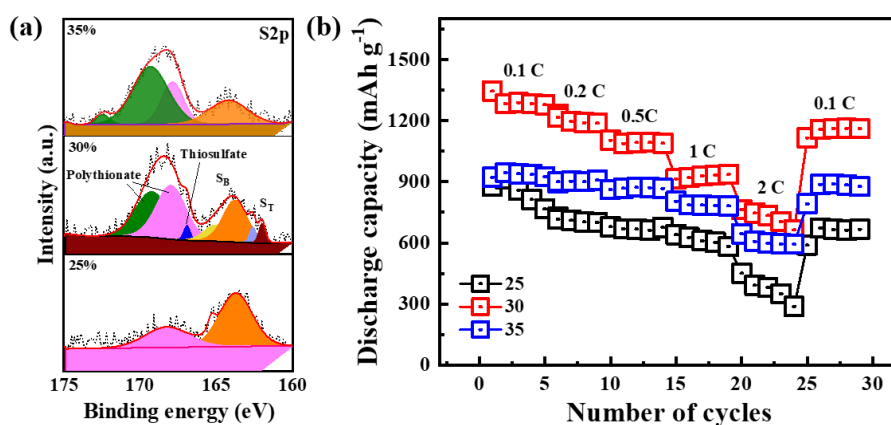 (a)
35%
S2p
30%
Thiosulfate
Polythionate
S_B
S_T
25%
Intensity (a.u.)
175
170
165
160
Binding energy (eV)
(b)
1500
1200
900
600
300
0
Discharge capacity (mAh g⁻¹)
0.1 C
0.2 C
0.5C
1 C
2 C
0.1 C
25
30
35
0
5
10
15
20
25
30
Number of cycles